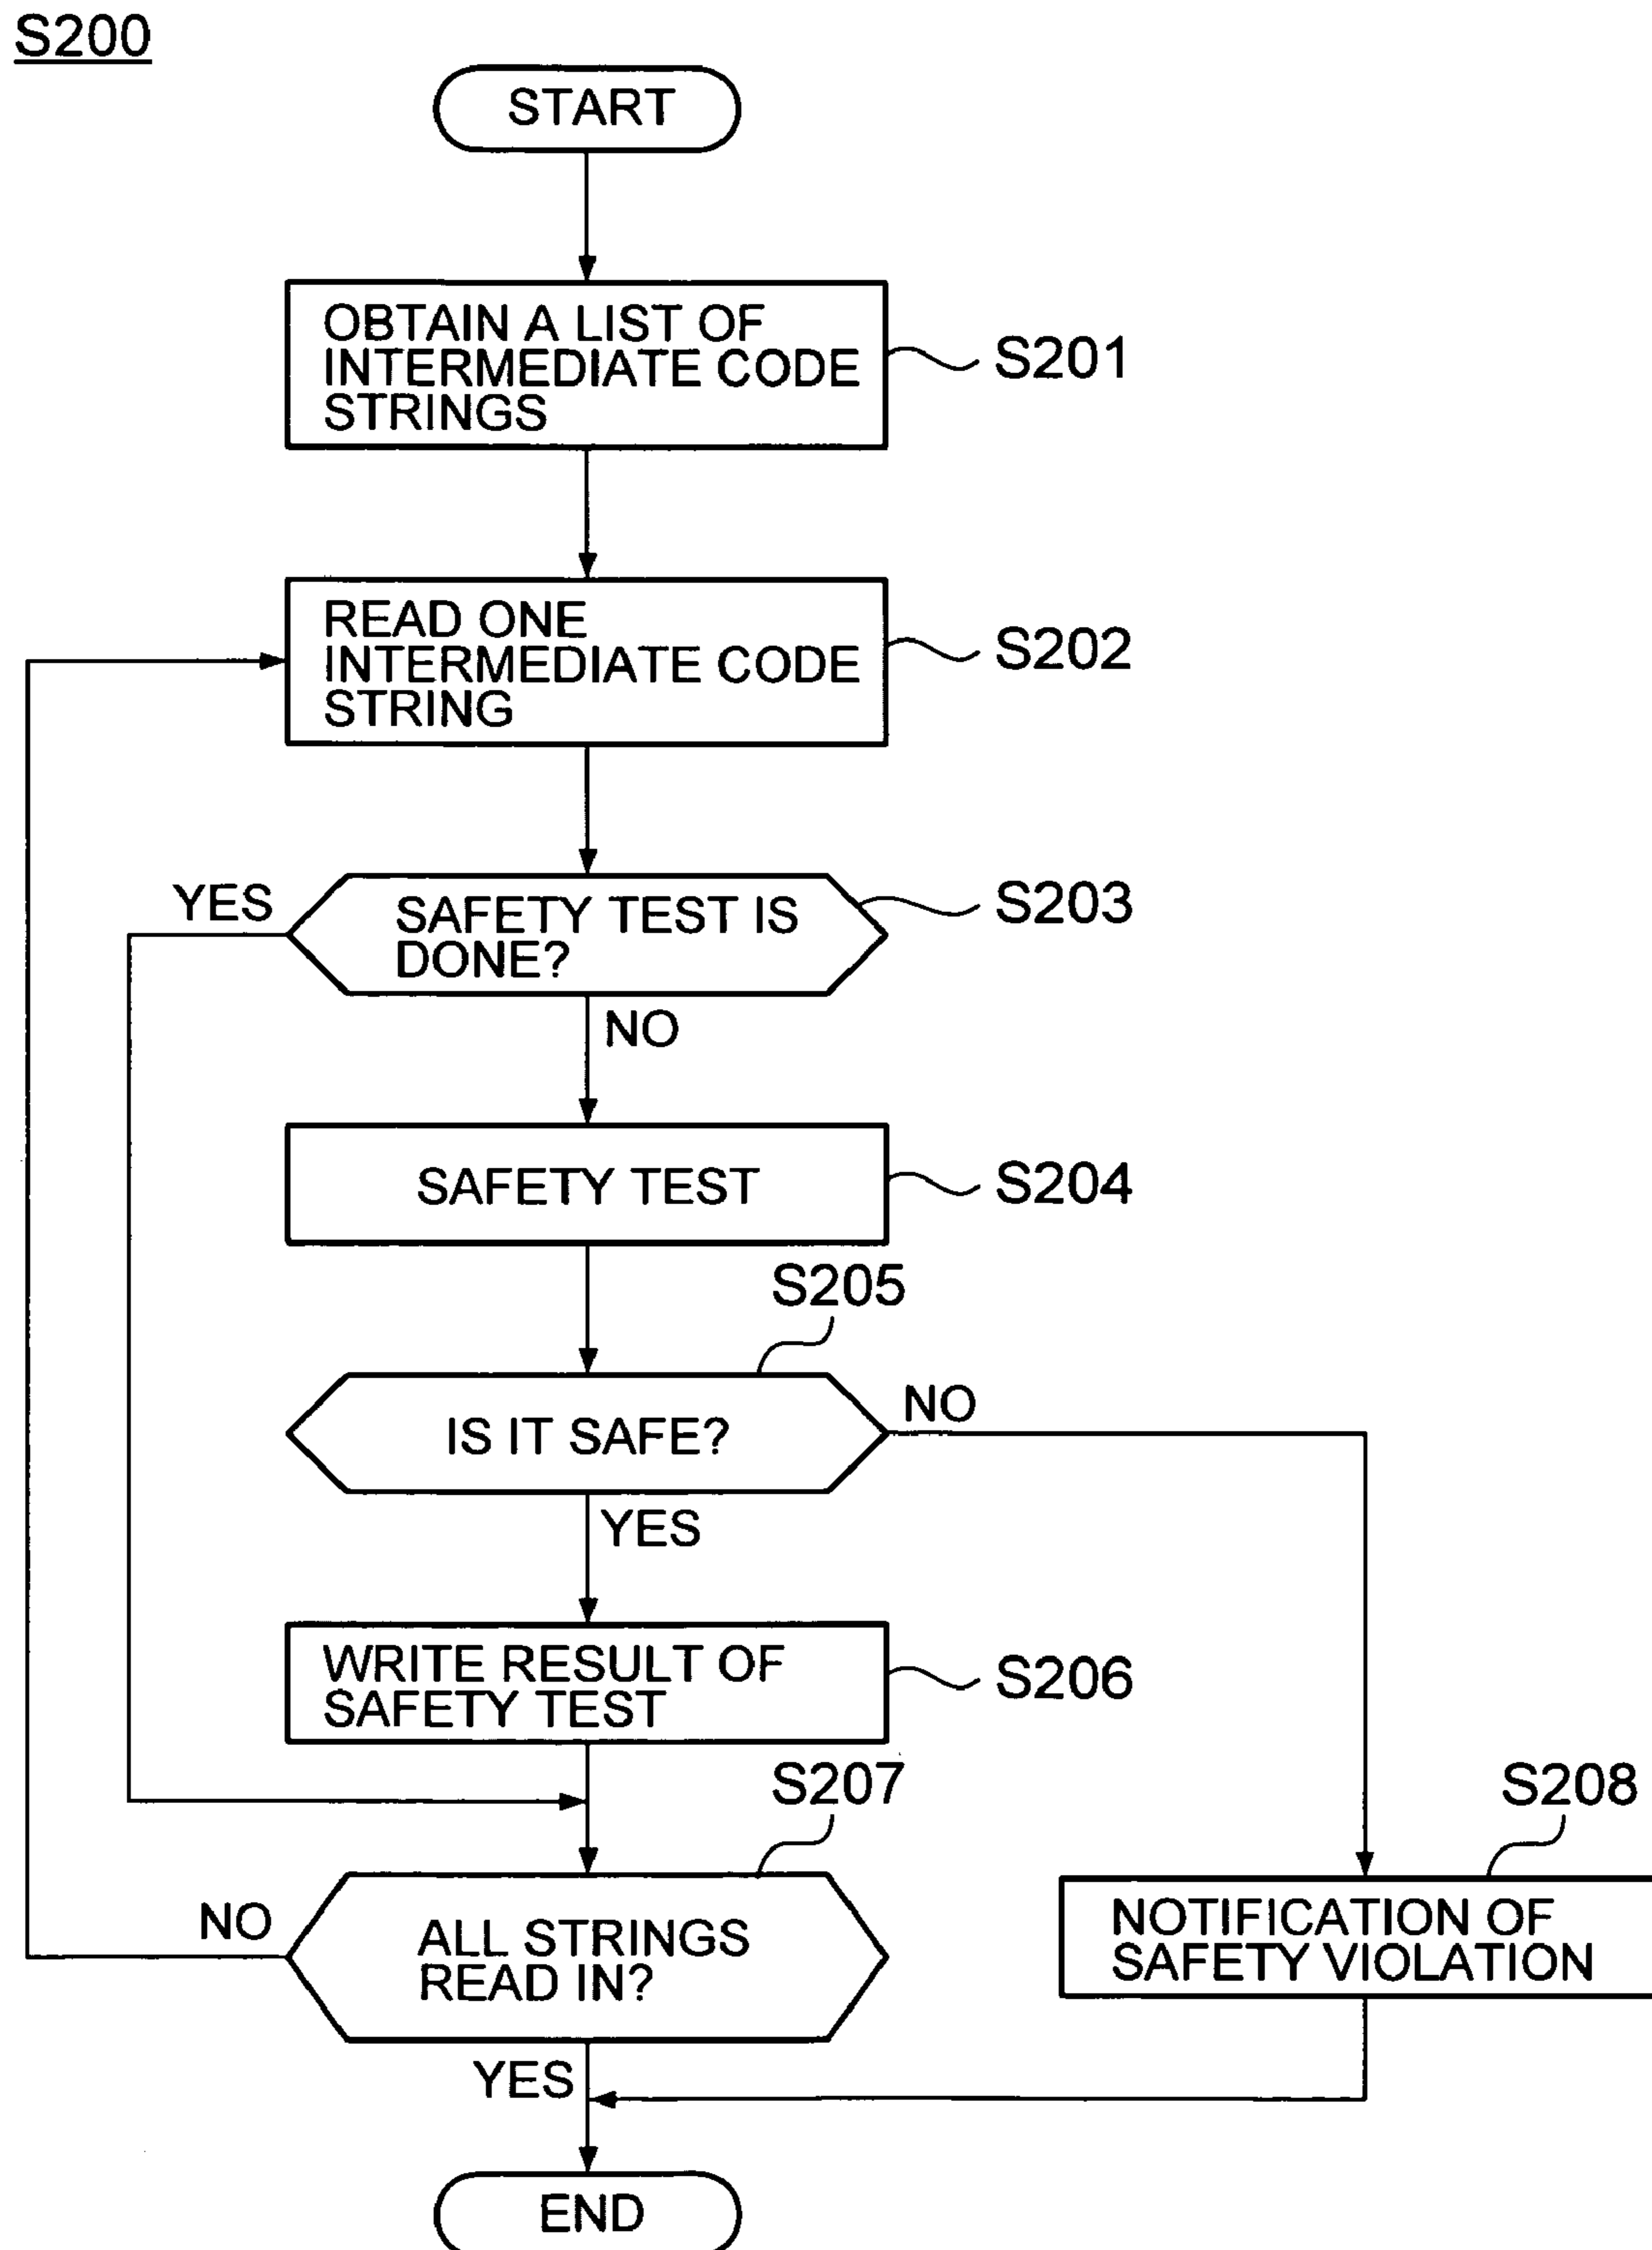 S200
START
OBTAIN A LIST OF
INTERMEDIATE CODE
STRINGS
S201
READ ONE
INTERMEDIATE CODE
STRING
S202
YES
SAFETY TEST IS
DONE?
S203
NO
SAFETY TEST
S204
S205
IS IT SAFE?
NO
YES
WRITE RESULT OF
SAFETY TEST
S206
S207
S208
NO
ALL STRINGS
READ IN?
NOTIFICATION OF
SAFETY VIOLATION
YES
END